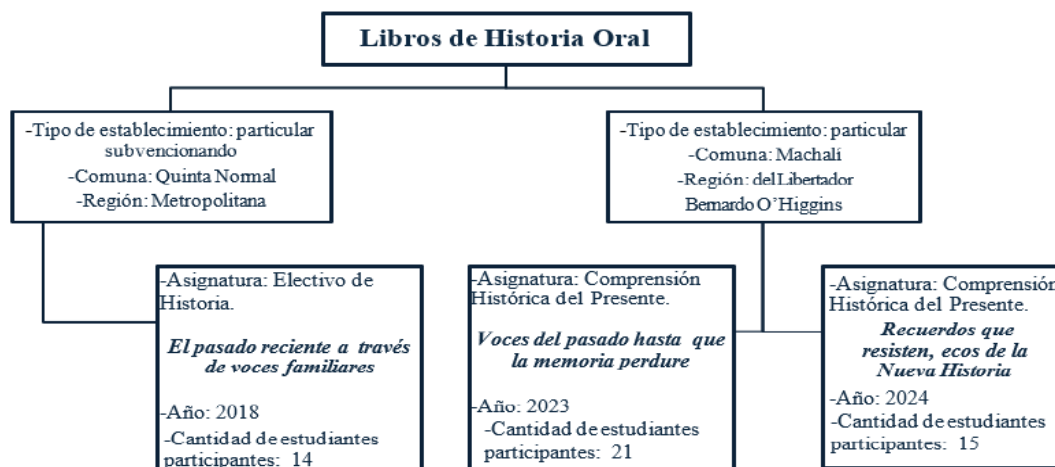 Libros de Historia Oral
-Tipo de establecimiento: particular
subvencionando
-Comuna: Quinta Normal
-Región: Metropolitana
-Tipo de establecimiento: particular
-Comuna: Machalí
-Región: del Libertador
Bernardo O’Higgins
-Asignatura: Electivo de
Historia.
El pasado reciente a través
de voces familiares
-Año: 2018
-Cantidad de estudiantes
participantes: 14
-Asignatura: Comprensión
Histórica del Presente.
Voces del pasado hasta que
la memoria perdure
-Año: 2023
-Cantidad de estudiantes
participantes: 21
-Asignatura: Comprensión
Histórica del Presente.
Recuerdos que
resisten, ecos de la
Nueva Historia
-Año: 2024
-Cantidad de estudiantes
participantes: 15